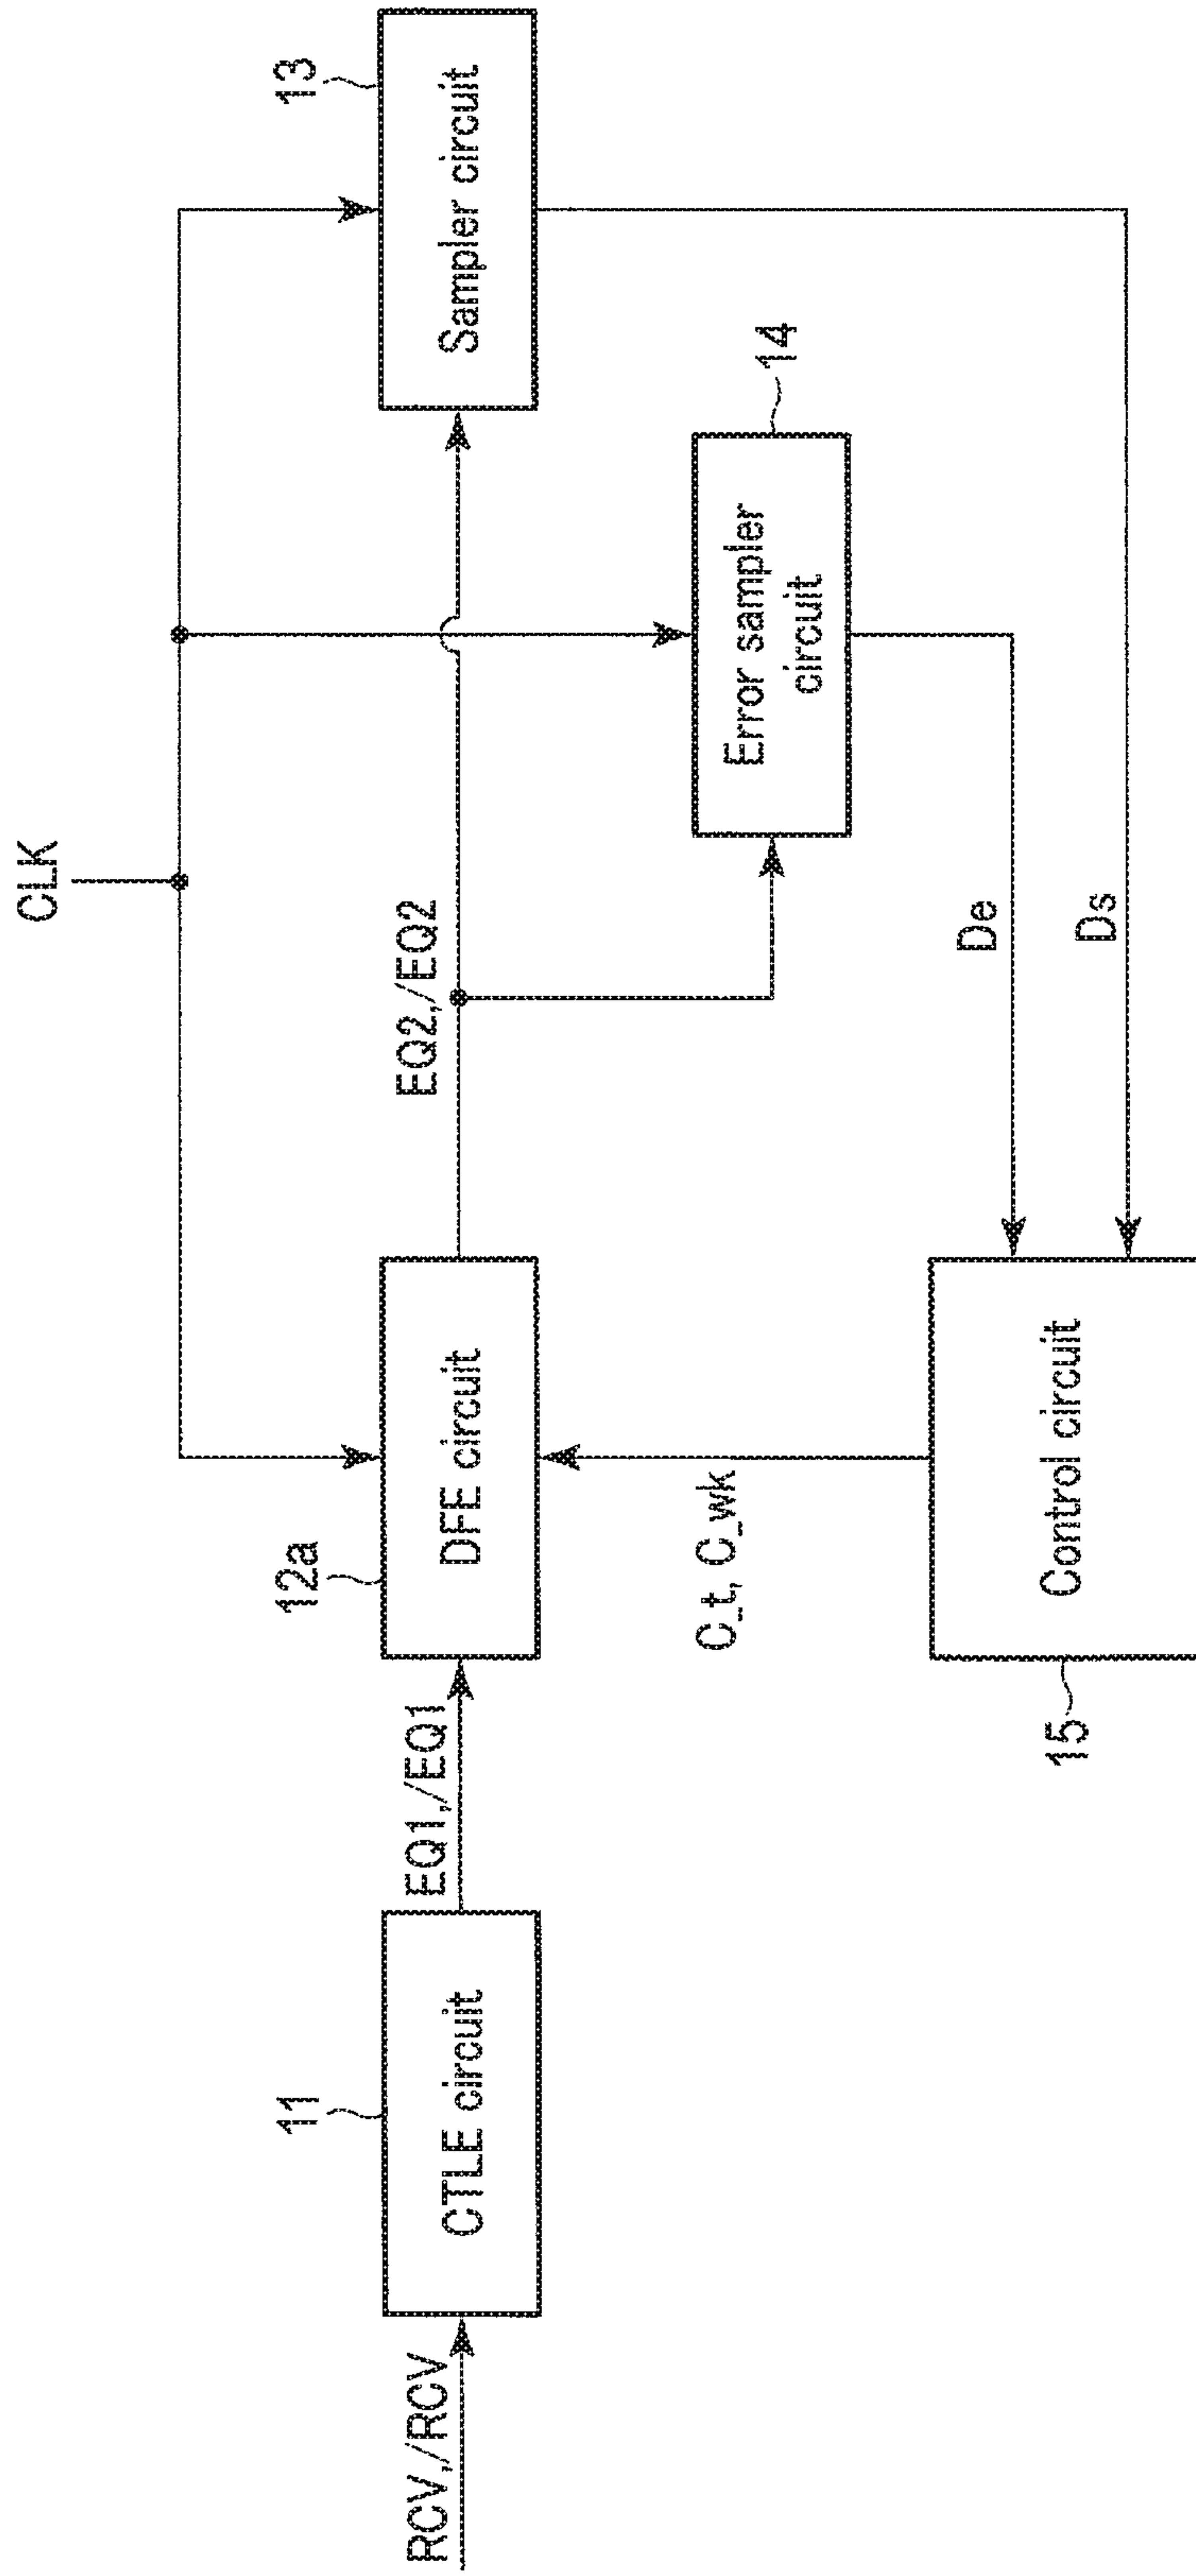 CLK
RCV,/RCV
11
CTLE circuit
EQ1,/EQ1
12a
DFE circuit
EQ2,/EQ2
13
Sampler circuit
14
Error sampler
circuit
C_t, C_wk
De
Ds
15
Control circuit